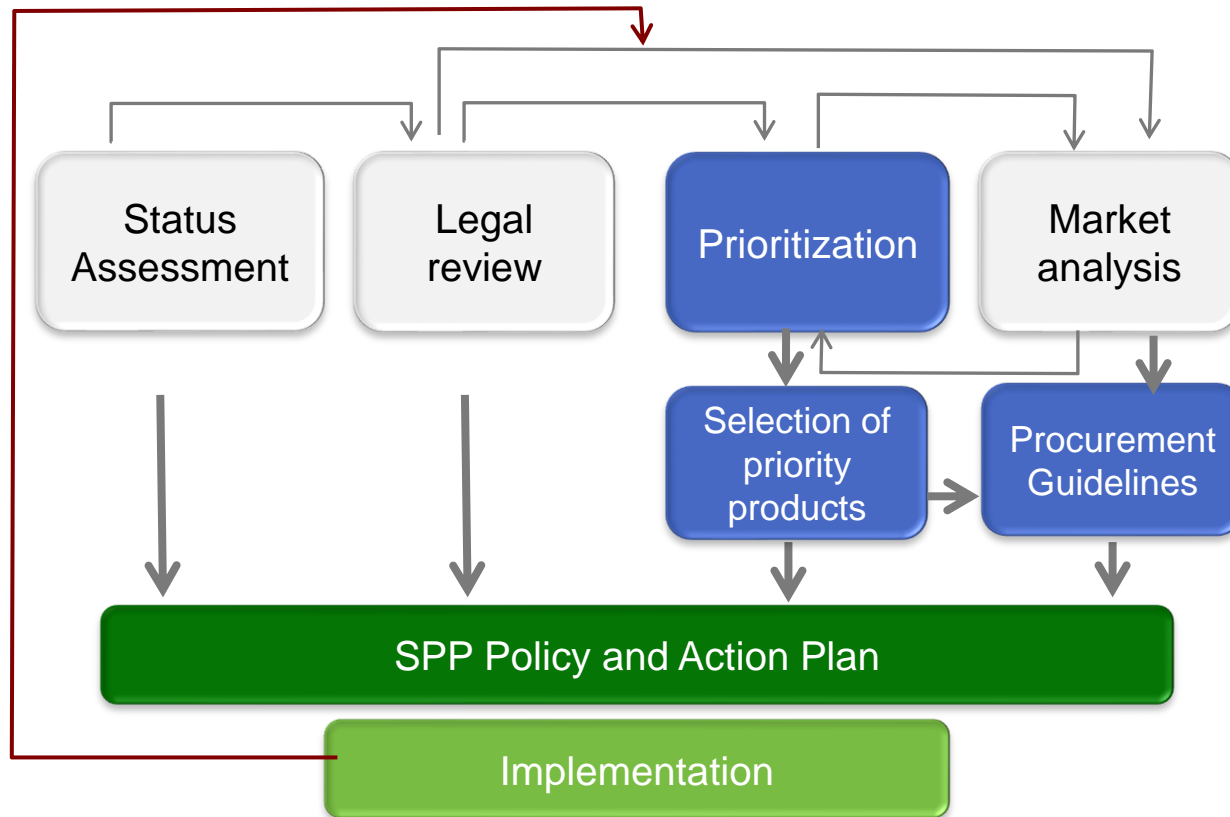 Status
Assessment
Legal
review
Prioritization
Market
analysis
Selection of
priority
products
Procurement
Guidelines
SPP Policy and Action Plan
Implementation